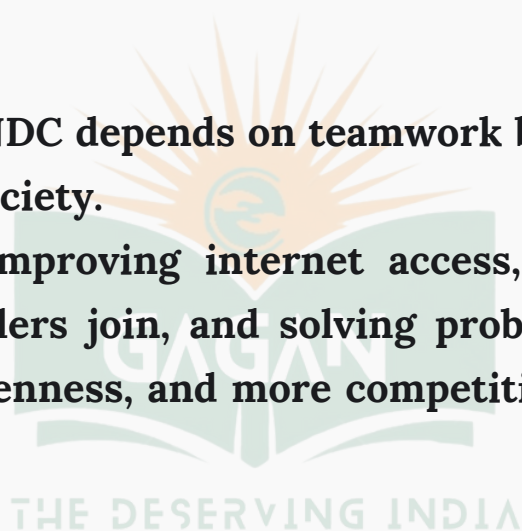 NDC depends on teamwork b
ciety.
mproving internet access,
lers join, and solving prob
enness, and more competiti
GAGAN
THE DESERVING INDIA